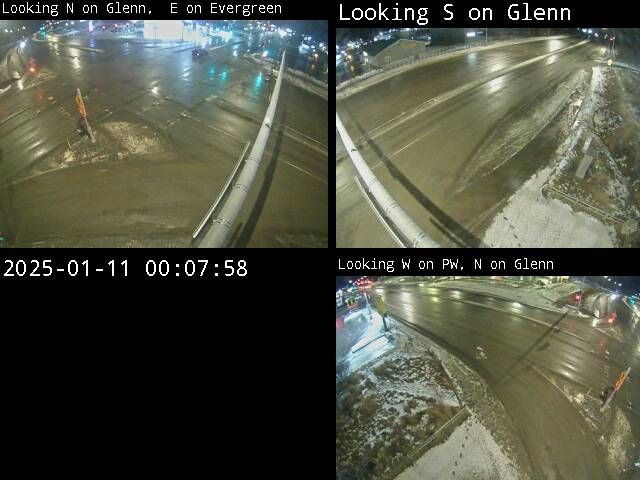 Looking N on Glenn, E on Evergreen
Looking S on Glenn
2025-01-11 00:07:58
Looking W on PW, N on Glenn